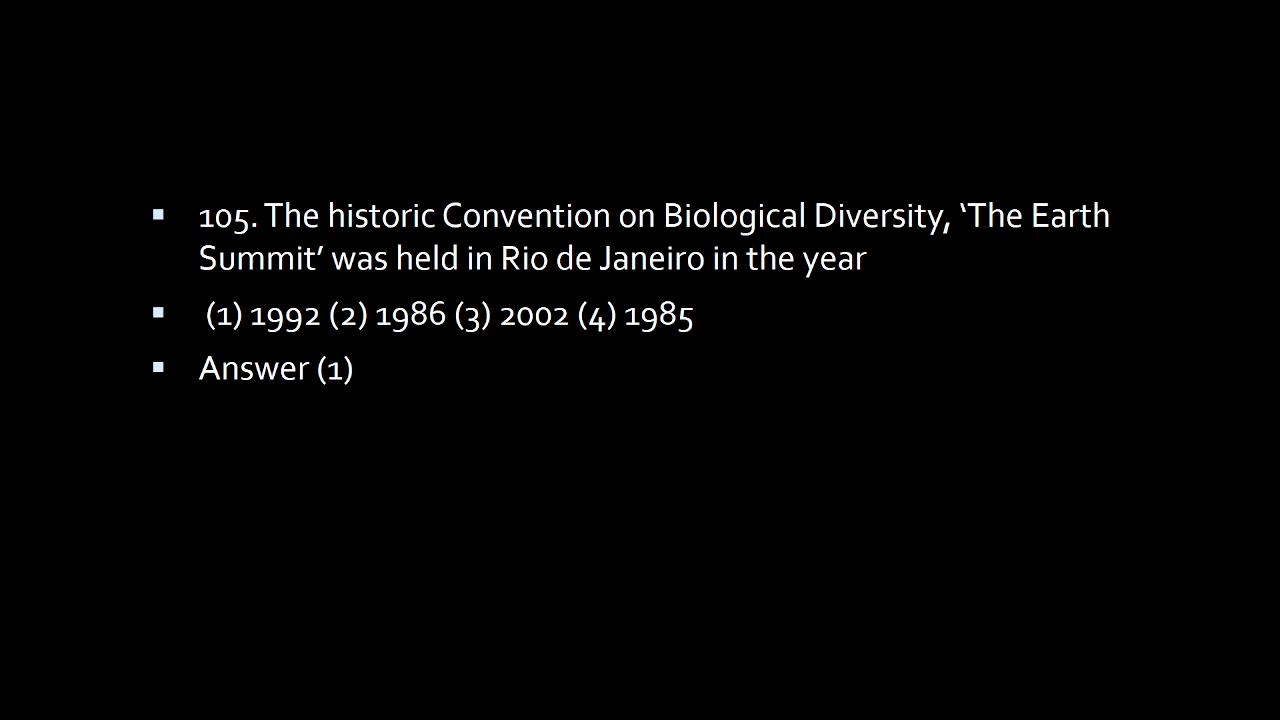 ▪ 105. The historic Convention on Biological Diversity, ‘The Earth
Summit’ was held in Rio de Janeiro in the year
▪ (1) 1992 (2) 1986 (3) 2002 (4) 1985
▪ Answer (1)